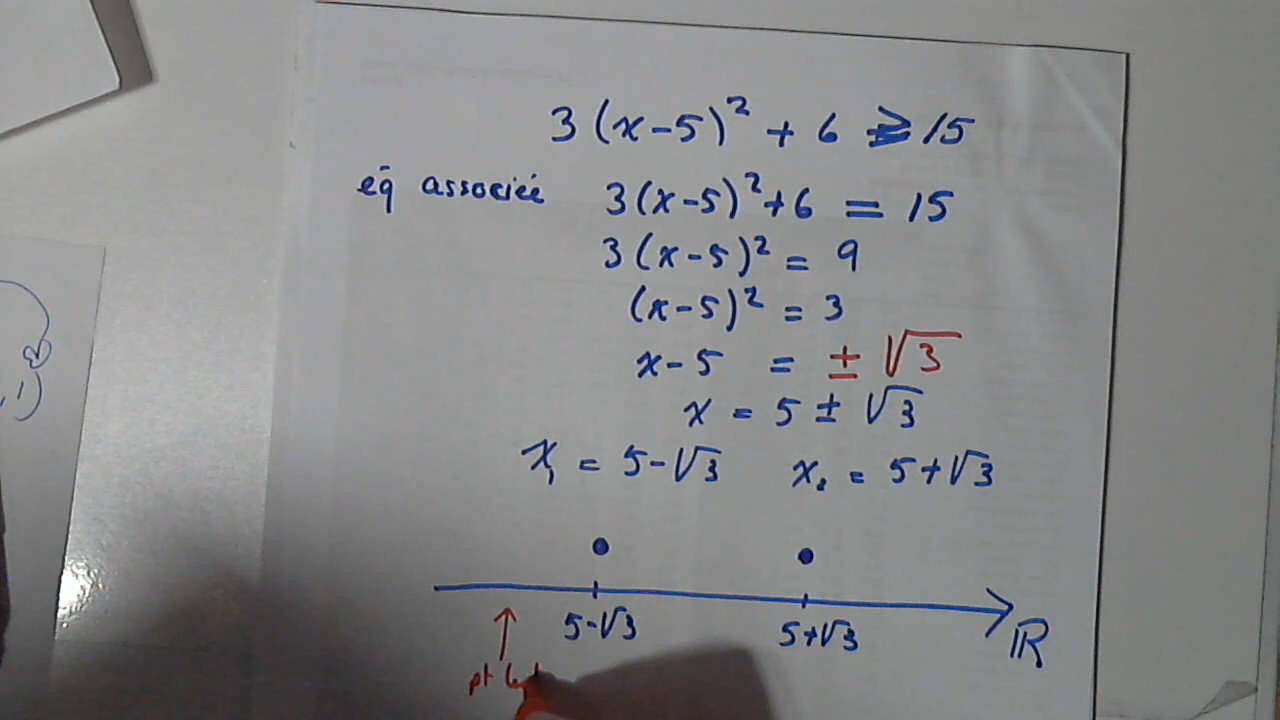 3(x-5)² + 6 ≥ 15
éq associée 3(x-5)²+6 = 15
3(x-5)² = 9
(x-5)² = 3
x-5 = ± √3
x = 5 ± √3
x₁ = 5-√3 x₂ = 5+√3
5-√3 5+√3 ℝ
pt